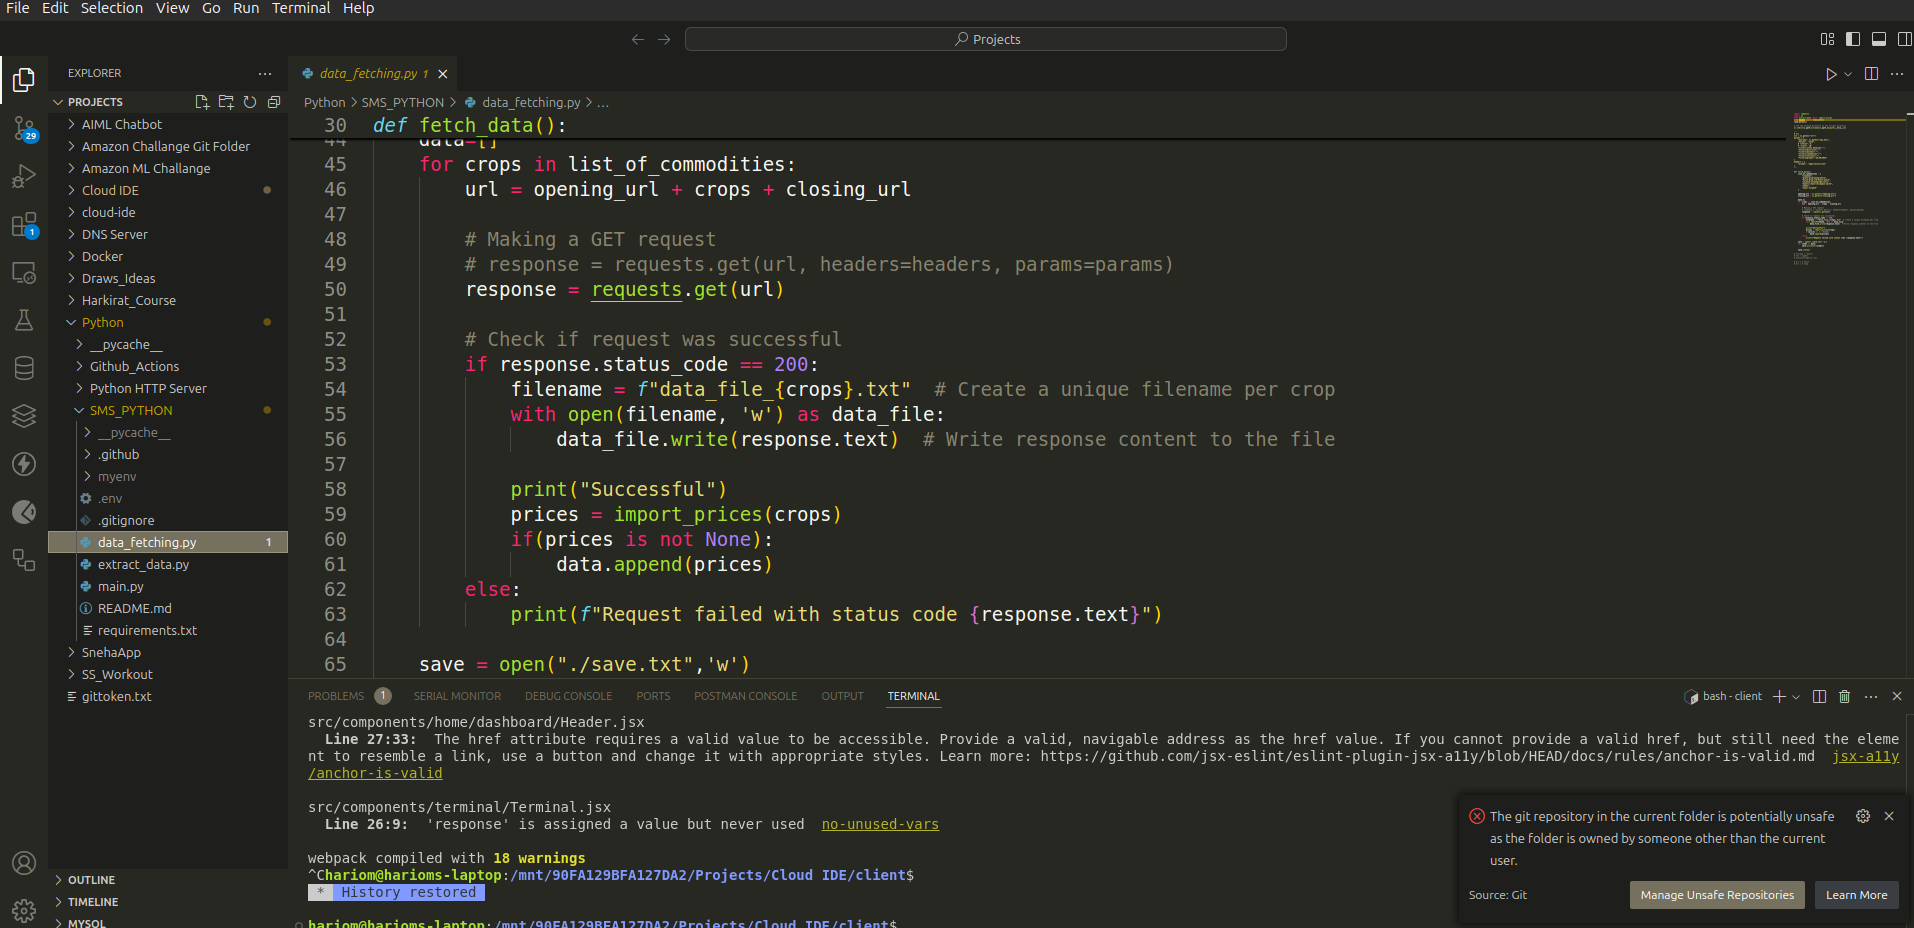 File Edit Selection View Go Run Terminal Help
Projects
EXPLORER
PROJECTS
AIML Chatbot
Amazon Challange Git Folder
Amazon ML Challange
Cloud IDE
cloud-ide
DNS Server
Docker
Draws_Ideas
Harkirat_Course
Python
__pycache__
Github_Actions
Python HTTP Server
SMS_PYTHON
__pycache__
.github
myenv
.env
.gitignore
data_fetching.py 1
extract_data.py
main.py
README.md
requirements.txt
SnehaApp
SS_Workout
gittoken.txt
OUTLINE
TIMELINE
MYSQL
29
1
data_fetching.py 1
Python > SMS_PYTHON > data_fetching.py > ...
30 def fetch_data():
44 data=[]
45 for crops in list_of_commodities:
46 url = opening_url + crops + closing_url
47
48 # Making a GET request
49 # response = requests.get(url, headers=headers, params=params)
50 response = requests.get(url)
51
52 # Check if request was successful
53 if response.status_code == 200:
54 filename = f"data_file_{crops}.txt" # Create a unique filename per crop
55 with open(filename, 'w') as data_file:
56 data_file.write(response.text) # Write response content to the file
57
58 print("Successful")
59 prices = import_prices(crops)
60 if(prices is not None):
61 data.append(prices)
62 else:
63 print(f"Request failed with status code {response.text}")
64
65 save = open("./save.txt",'w')
PROBLEMS 1 SERIAL MONITOR DEBUG CONSOLE PORTS POSTMAN CONSOLE OUTPUT TERMINAL
bash - client
src/components/home/dashboard/Header.jsx
Line 27:33: The href attribute requires a valid value to be accessible. Provide a valid, navigable address as the href value. If you cannot provide a valid href, but still need the eleme
nt to resemble a link, use a button and change it with appropriate styles. Learn more: https://github.com/jsx-eslint/eslint-plugin-jsx-a11y/blob/HEAD/docs/rules/anchor-is-valid.md jsx-a11y
/anchor-is-valid
src/components/terminal/Terminal.jsx
Line 26:9: 'response' is assigned a value but never used no-unused-vars
webpack compiled with 18 warnings
^Chariom@harioms-laptop:/mnt/90FA129BFA127DA2/Projects/Cloud IDE/client$
* History restored
hariom@harioms-laptop:/mnt/90FA129BFA127DA2/Projects/Cloud IDE/client$
The git repository in the current folder is potentially unsafe
as the folder is owned by someone other than the current
user.
Source: Git
Manage Unsafe Repositories
Learn More